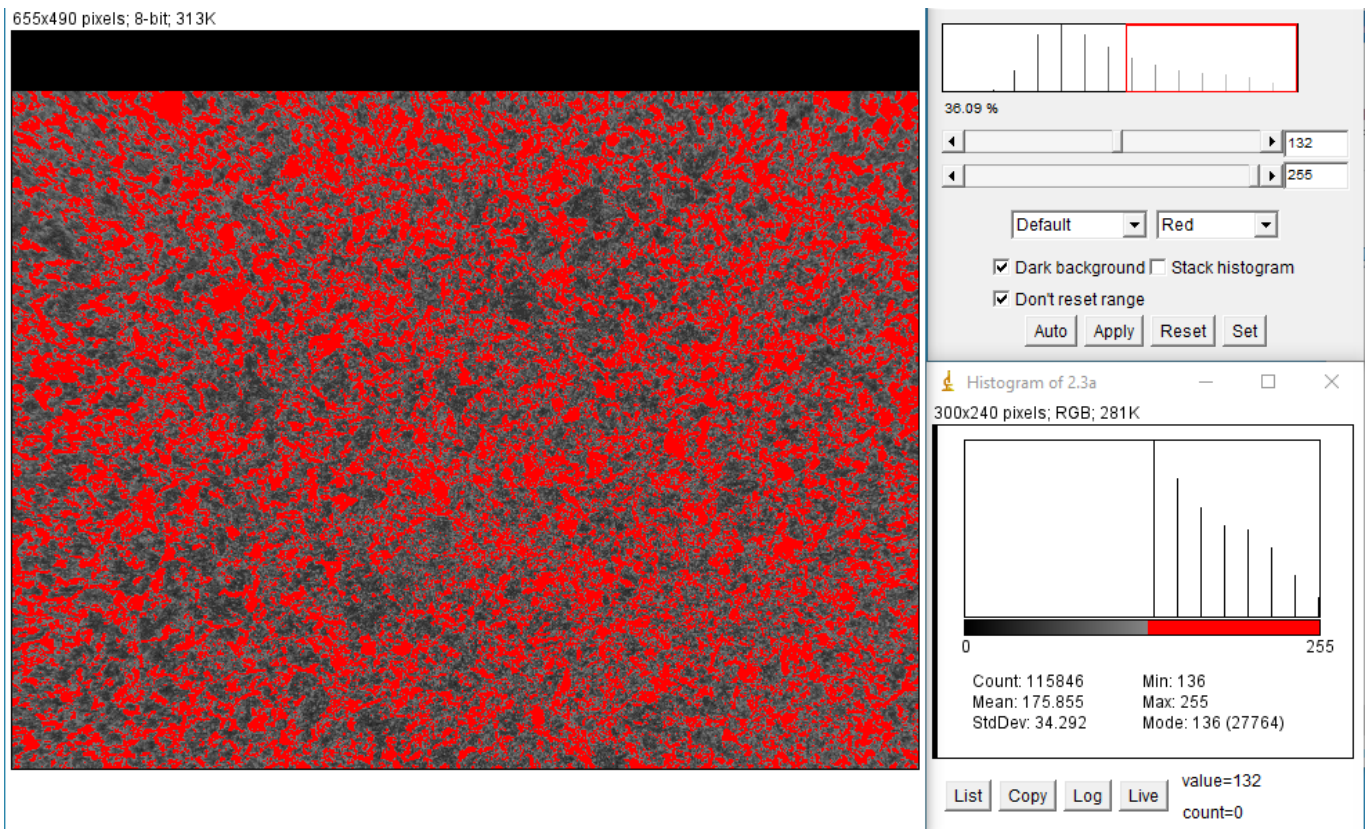 655x490 pixels; 8-bit; 313K
36.09 %
132
255
Default
Red
Dark background
Stack histogram
Don't reset range
Auto
Apply
Reset
Set
Histogram of 2.3a
300x240 pixels; RGB; 281K
0
255
Count: 115846
Min: 136
Mean: 175.855
Max: 255
StdDev: 34.292
Mode: 136 (27764)
List
Copy
Log
Live
value=132
count=0